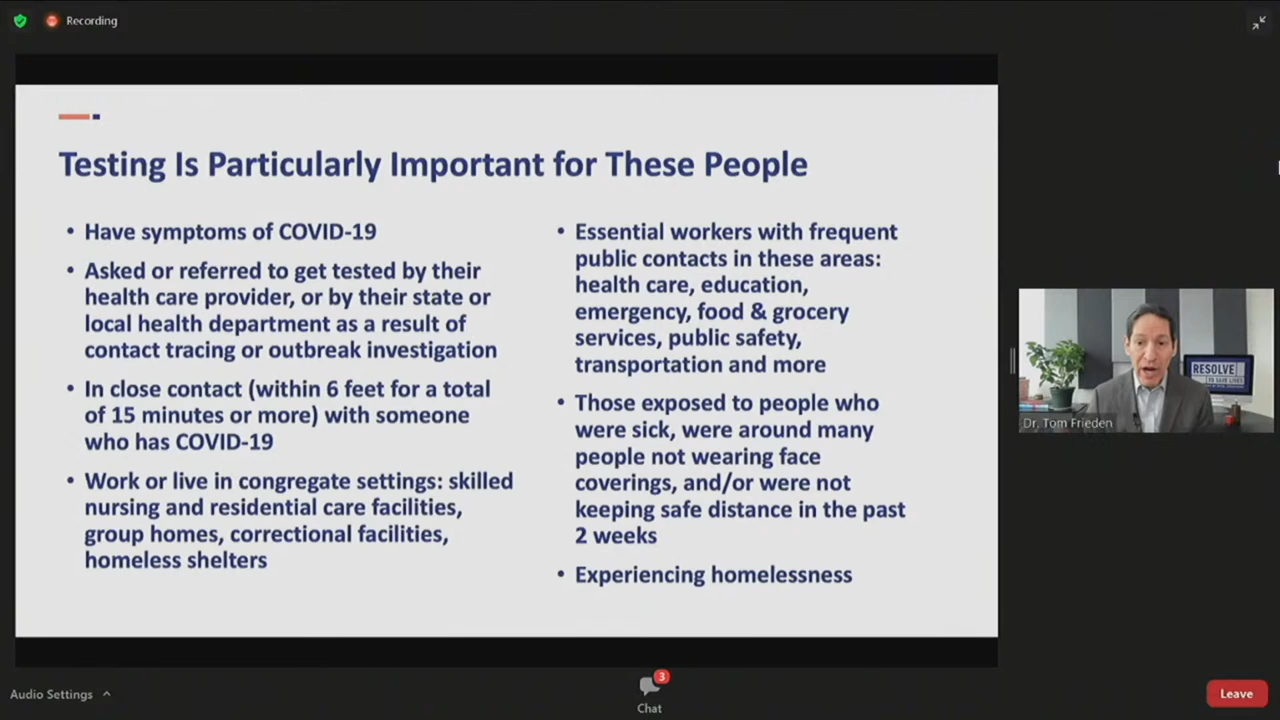 Recording
Testing Is Particularly Important for These People
• Have symptoms of COVID-19
• Asked or referred to get tested by their
health care provider, or by their state or
local health department as a result of
contact tracing or outbreak investigation
• In close contact (within 6 feet for a total
of 15 minutes or more) with someone
who has COVID-19
• Work or live in congregate settings: skilled
nursing and residential care facilities,
group homes, correctional facilities,
homeless shelters
• Essential workers with frequent
public contacts in these areas:
health care, education,
emergency, food & grocery
services, public safety,
transportation and more
• Those exposed to people who
were sick, were around many
people not wearing face
coverings, and/or were not
keeping safe distance in the past
2 weeks
• Experiencing homelessness
RESOLVE
TO SAVE LIVES
Dr. Tom Frieden
Audio Settings
3
Chat
Leave